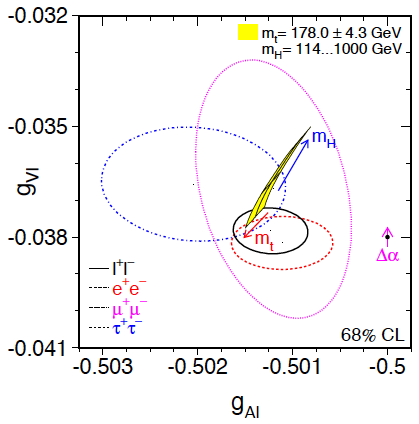 -0.032
m_t= 178.0 ± 4.3 GeV
m_H= 114...1000 GeV
-0.035
m_H
g_Vl
-0.038
m_t
Δα
l⁺l⁻
e⁺e⁻
μ⁺μ⁻
τ⁺τ⁻
68% CL
-0.041
-0.503 -0.502 -0.501 -0.5
g_Al